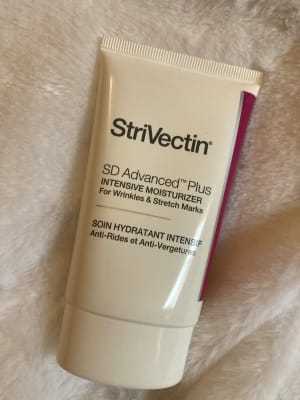 StriVectin®
SD Advanced™ Plus
INTENSIVE MOISTURIZER
For Wrinkles & Stretch Marks
SOIN HYDRATANT INTENSIF
Anti-Rides et Anti-Vergetures